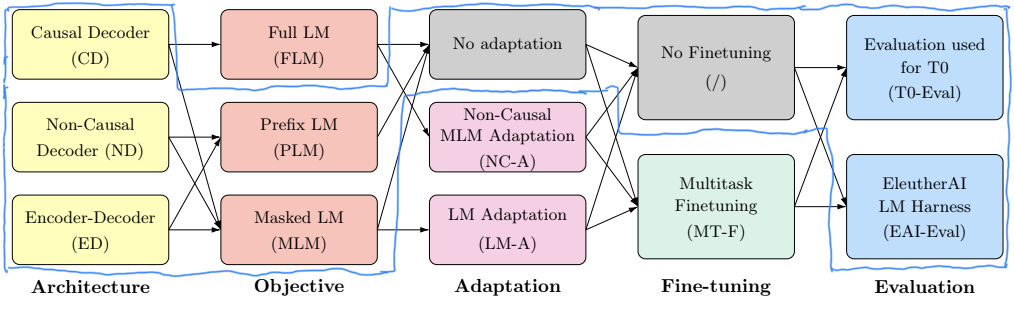 Causal Decoder
(CD)
Non-Causal
Decoder (ND)
Encoder-Decoder
(ED)
Architecture
Full LM
(FLM)
Prefix LM
(PLM)
Masked LM
(MLM)
Objective
No adaptation
Non-Causal
MLM Adaptation
(NC-A)
LM Adaptation
(LM-A)
Adaptation
No Finetuning
(/)
Multitask
Finetuning
(MT-F)
Fine-tuning
Evaluation used
for T0
(T0-Eval)
EleutherAI
LM Harness
(EAI-Eval)
Evaluation